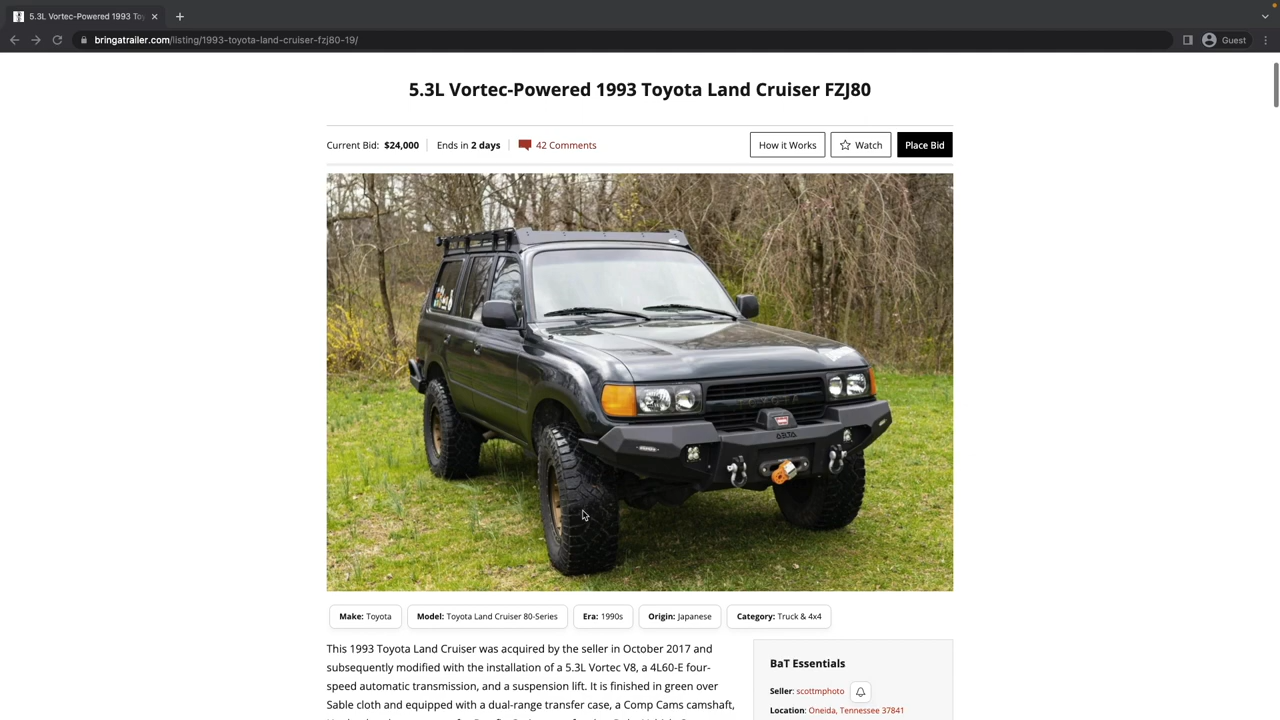 5.3L Vortec-Powered 1993 Toy
bringatrailer.com/listing/1993-toyota-land-cruiser-fzj80-19/
Guest
5.3L Vortec-Powered 1993 Toyota Land Cruiser FZJ80
Current Bid: $24,000 Ends in 2 days 42 Comments How it Works Watch Place Bid
WARN
DELTA
Make: Toyota Model: Toyota Land Cruiser 80-Series Era: 1990s Origin: Japanese Category: Truck & 4x4
This 1993 Toyota Land Cruiser was acquired by the seller in October 2017 and
subsequently modified with the installation of a 5.3L Vortec V8, a 4L60-E four-
speed automatic transmission, and a suspension lift. It is finished in green over
Sable cloth and equipped with a dual-range transfer case, a Comp Cams camshaft,
BaT Essentials
Seller: scottmphoto
Location: Oneida, Tennessee 37841